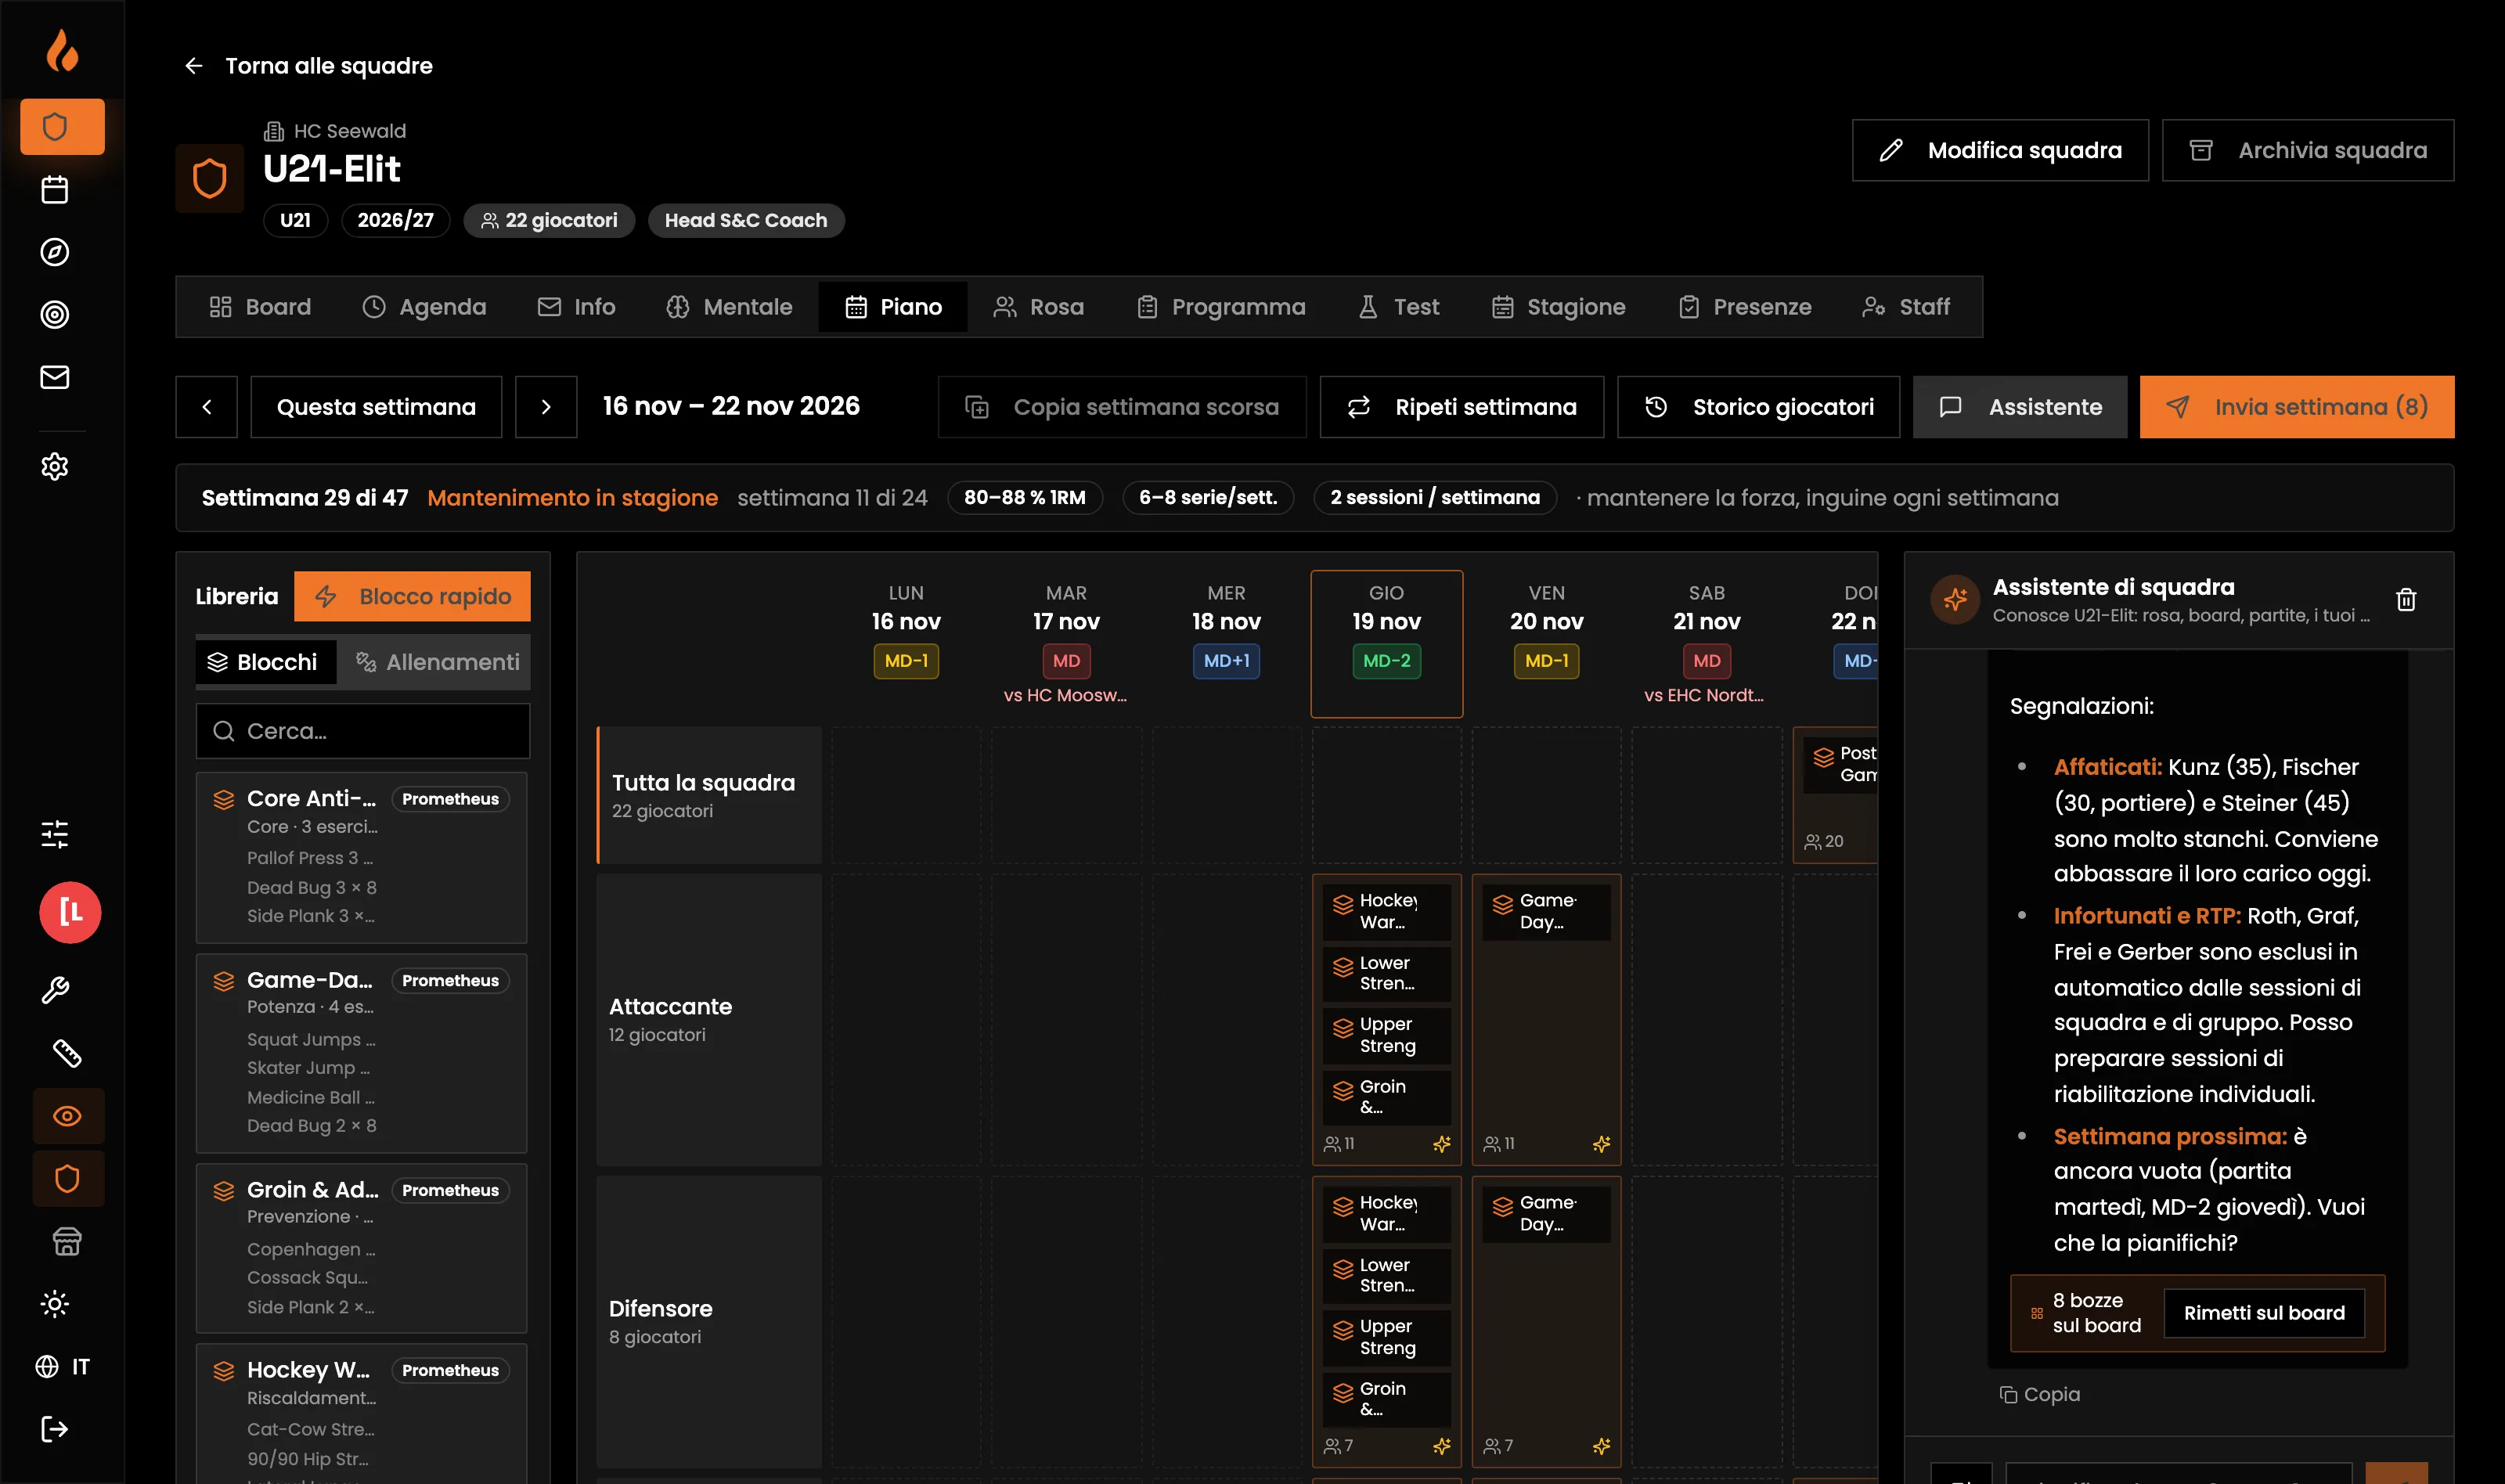 Torna alle squadre
HC Seewald
U21-Elit
U21
2026/27
22 giocatori
Head S&C Coach
Modifica squadra
Archivia squadra
Board
Agenda
Info
Mentale
Piano
Rosa
Programma
Test
Stagione
Presenze
Staff
Questa settimana
16 nov – 22 nov 2026
Copia settimana scorsa
Ripeti settimana
Storico giocatori
Assistente
Invia settimana (8)
Settimana 29 di 47
Mantenimento in stagione
settimana 11 di 24
80–88 % 1RM
6–8 serie/sett.
2 sessioni / settimana
· mantenere la forza, inguine ogni settimana
Libreria
Blocco rapido
Blocchi
Allenamenti
Cerca...
Core Anti-...
Prometheus
Core · 3 eserci...
Pallof Press 3 ...
Dead Bug 3 × 8
Side Plank 3 ×...
Game-Da...
Prometheus
Potenza · 4 es...
Squat Jumps ...
Skater Jump ...
Medicine Ball ...
Dead Bug 2 × 8
Groin & Ad...
Prometheus
Prevenzione · ...
Copenhagen ...
Cossack Squ...
Side Plank 2 ×...
Hockey W...
Prometheus
Riscaldament...
Cat-Cow Stre...
90/90 Hip Str...
LUN
16 nov
MD-1
MAR
17 nov
MD
vs HC Moosw...
MER
18 nov
MD+1
GIO
19 nov
MD-2
VEN
20 nov
MD-1
SAB
21 nov
MD
vs EHC Nordt...
DOI
22 n
MD-
Tutta la squadra
22 giocatori
Post
Gam
20
Attaccante
12 giocatori
Hockey
War...
Lower
Stren...
Upper
Streng
Groin
&...
11
Game-
Day...
11
Difensore
8 giocatori
Hockey
War...
Lower
Stren...
Upper
Streng
Groin
&...
7
Game-
Day...
7
Assistente di squadra
Conosce U21-Elit: rosa, board, partite, i tuoi ...
Segnalazioni:
• Affaticati: Kunz (35), Fischer
(30, portiere) e Steiner (45)
sono molto stanchi. Conviene
abbassare il loro carico oggi.
• Infortunati e RTP: Roth, Graf,
Frei e Gerber sono esclusi in
automatico dalle sessioni di
squadra e di gruppo. Posso
preparare sessioni di
riabilitazione individuali.
• Settimana prossima: è
ancora vuota (partita
martedì, MD-2 giovedì). Vuoi
che la pianifichi?
8 bozze
sul board
Rimetti sul board
Copia
[L
IT